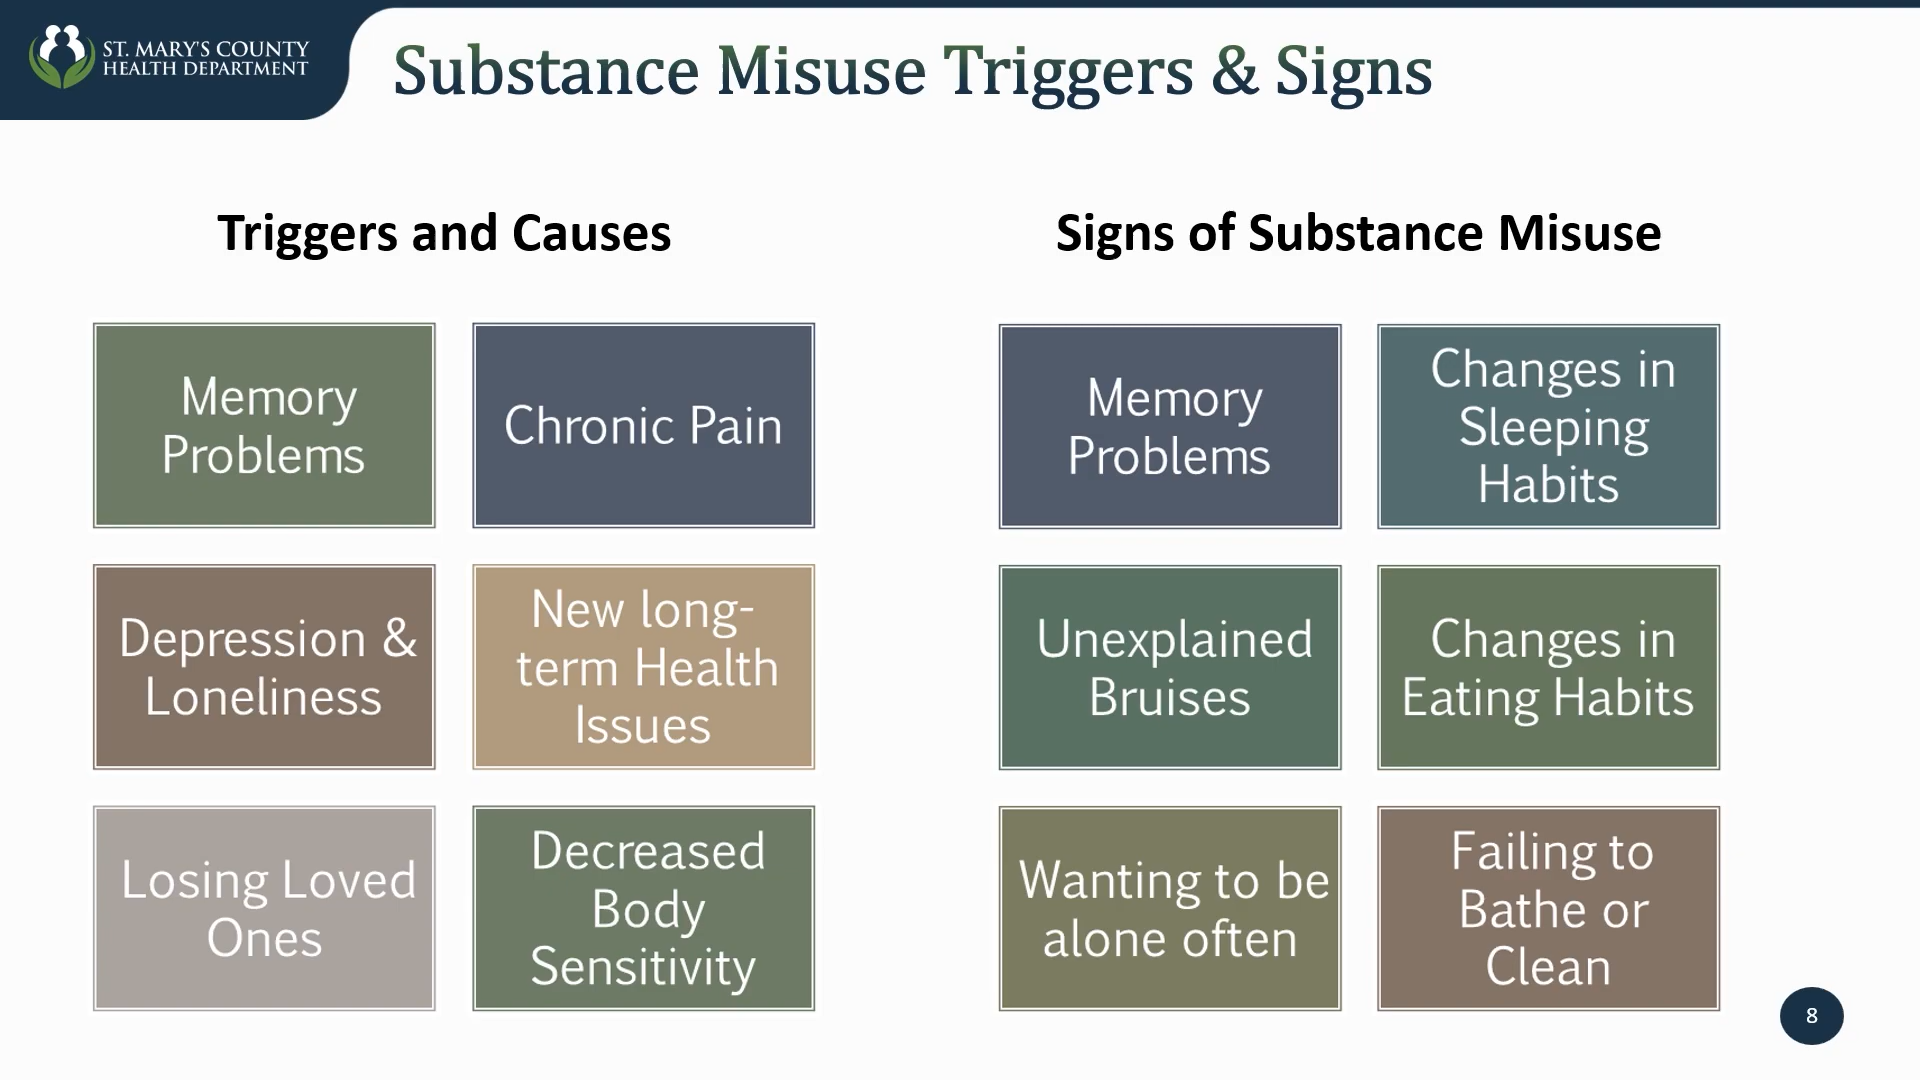 ST. MARY'S COUNTY
HEALTH DEPARTMENT
Substance Misuse Triggers & Signs
Triggers and Causes
Memory
Problems
Chronic Pain
Depression &
Loneliness
New long-
term Health
Issues
Losing Loved
Ones
Decreased
Body
Sensitivity
Signs of Substance Misuse
Memory
Problems
Changes in
Sleeping
Habits
Unexplained
Bruises
Changes in
Eating Habits
Wanting to be
alone often
Failing to
Bathe or
Clean
8